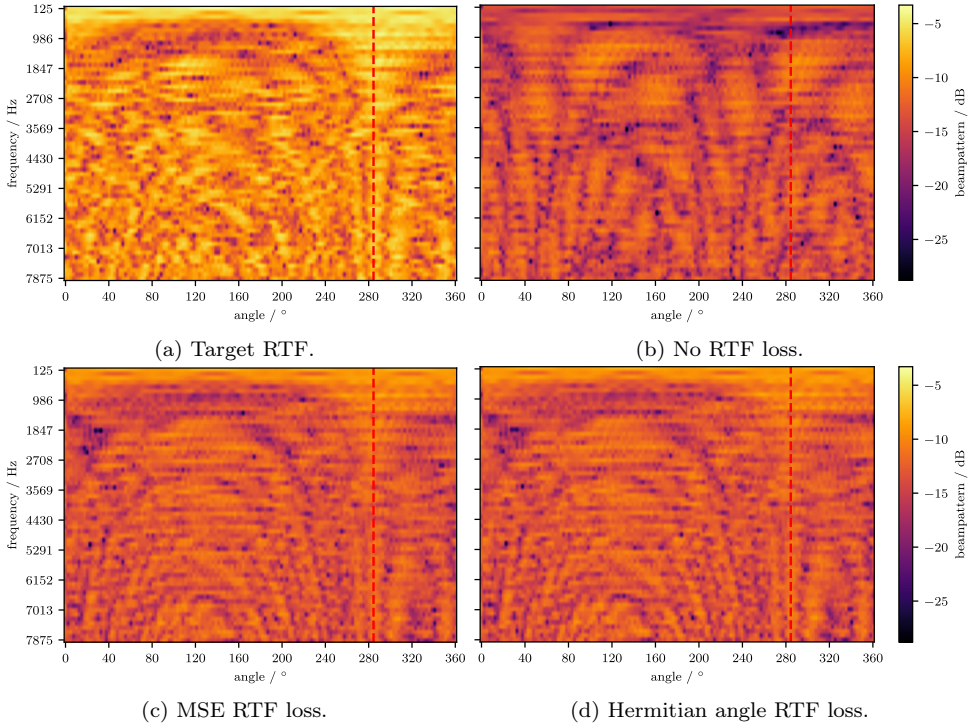 125
986
1847
2708
3569
4430
5291
6152
7013
7875
frequency / Hz
0 40 80 120 160 200 240 280 320 360
angle / °
(a) Target RTF.
0 40 80 120 160 200 240 280 320 360
angle / °
(b) No RTF loss.
−5
−10
−15
−20
−25
beampattern / dB
125
986
1847
2708
3569
4430
5291
6152
7013
7875
frequency / Hz
0 40 80 120 160 200 240 280 320 360
angle / °
(c) MSE RTF loss.
0 40 80 120 160 200 240 280 320 360
angle / °
(d) Hermitian angle RTF loss.
−5
−10
−15
−20
−25
beampattern / dB